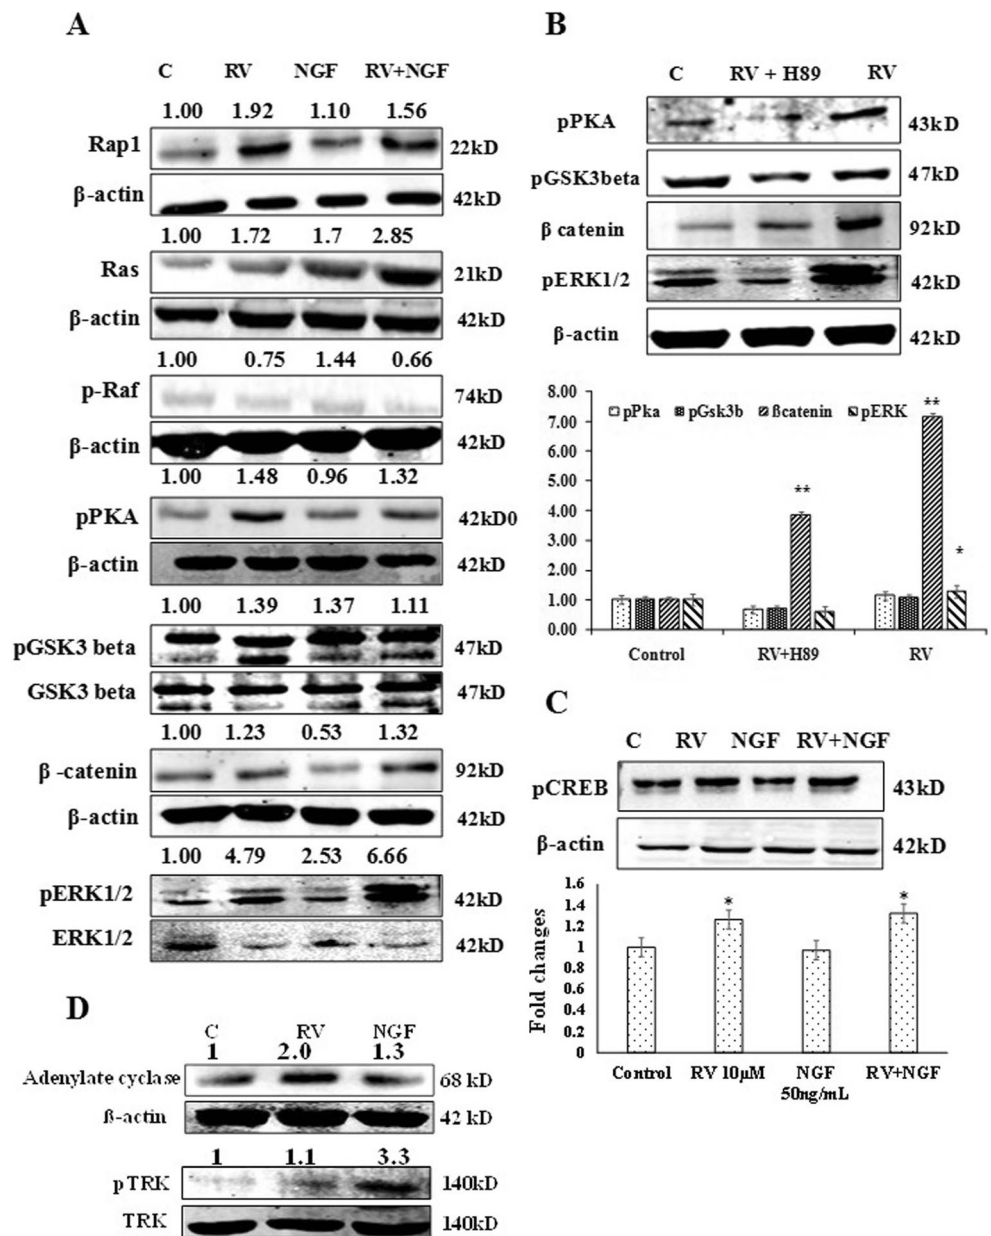 A
C RV NGF RV+NGF
1.00 1.92 1.10 1.56
Rap1 22kD
β-actin 42kD
1.00 1.72 1.7 2.85
Ras 21kD
β-actin 42kD
1.00 0.75 1.44 0.66
p-Raf 74kD
β-actin 42kD
1.00 1.48 0.96 1.32
pPKA 42kD0
β-actin 42kD
1.00 1.39 1.37 1.11
pGSK3 beta 47kD
GSK3 beta 47kD
1.00 1.23 0.53 1.32
β -catenin 92kD
β-actin 42kD
1.00 4.79 2.53 6.66
pERK1/2 42kD
ERK1/2 42kD
B
C RV + H89 RV
pPKA 43kD
pGSK3beta 47kD
β catenin 92kD
pERK1/2 42kD
β-actin 42kD
8.00
7.00
6.00
5.00
4.00
3.00
2.00
1.00
0.00
pPka pGsk3b ßcatenin pERK
**
**
*
Control RV+H89 RV
C
C RV NGF RV+NGF
pCREB 43kD
β-actin 42kD
Fold changes
1.6
1.4
1.2
1
0.8
0.6
0.4
0.2
0
* *
Control RV 10µM NGF RV+NGF
50ng/mL
D
C RV NGF
1 2.0 1.3
Adenylate cyclase 68 kD
ß-actin 42 kD
1 1.1 3.3
pTRK 140kD
TRK 140kD